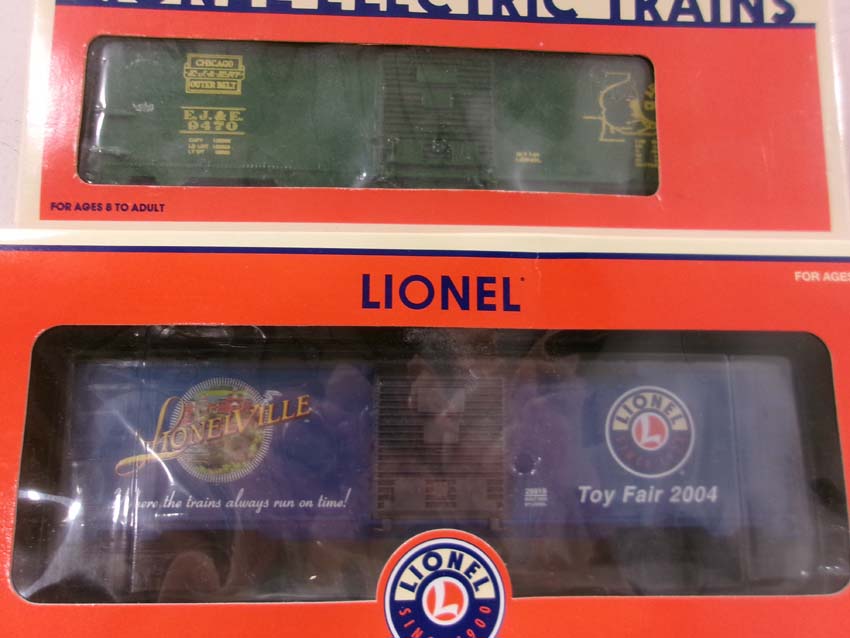 ELECTRIC TRAINS
CHICAGO
OUTER BELT
E.J.& E.
9470
FOR AGES 8 TO ADULT
FOR AGES
LIONEL
LIONELVILLE
the trains always run on time!
LIONEL
L
Toy Fair 2004
LIONEL
L